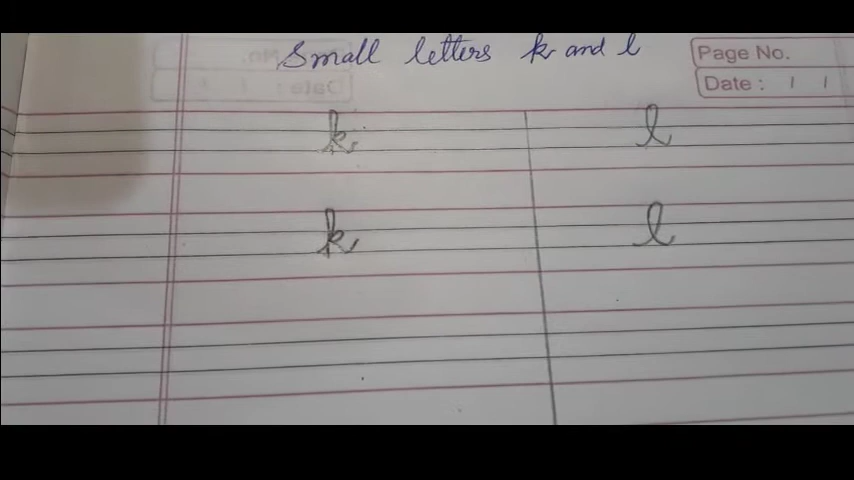 Small letters k and l
Page No.
Date : / /
k l
k l